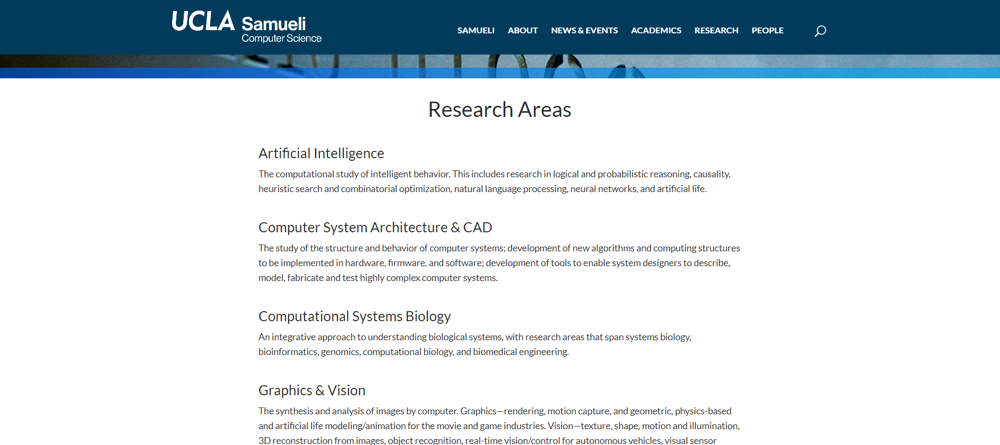 UCLA Samueli
Computer Science
SAMUELI ABOUT NEWS & EVENTS ACADEMICS RESEARCH PEOPLE
Research Areas
Artificial Intelligence
The computational study of intelligent behavior. This includes research in logical and probabilistic reasoning, causality,
heuristic search and combinatorial optimization, natural language processing, neural networks, and artificial life.
Computer System Architecture & CAD
The study of the structure and behavior of computer systems; development of new algorithms and computing structures
to be implemented in hardware, firmware, and software; development of tools to enable system designers to describe,
model, fabricate and test highly complex computer systems.
Computational Systems Biology
An integrative approach to understanding biological systems, with research areas that span systems biology,
bioinformatics, genomics, computational biology, and biomedical engineering.
Graphics & Vision
The synthesis and analysis of images by computer. Graphics—rendering, motion capture, and geometric, physics-based
and artificial life modeling/animation for the movie and game industries. Vision—texture, shape, motion and illumination,
3D reconstruction from images, object recognition, real-time vision/control for autonomous vehicles, visual sensor